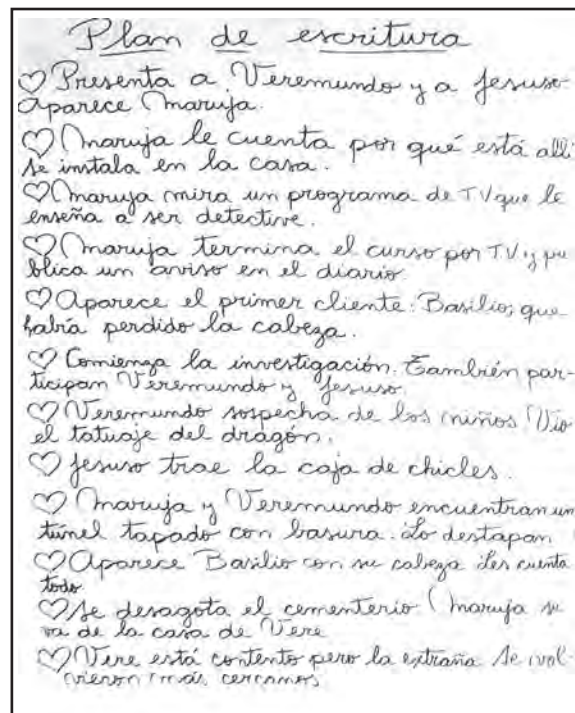 Plan de escritura
♡ Presenta a Veremundo y a Jesuso
Aparece Maruja.
♡ Maruja le cuenta por qué está allí
se instala en la casa.
♡ Maruja mira un programa de TV que le
enseña a ser detective.
♡ Maruja termina el curso por T.V. y pu
blica un aviso en el diario
♡ Aparece el primer cliente: Basilio; que
había perdido la cabeza.
♡ Comienza la investigación. También par-
ticipan Veremundo y Jesuso.
♡ Veremundo sospecha de los niños. Vio
el tatuaje del dragón.
♡ Jesuso trae la caja de chicles.
♡ Maruja y Veremundo encuentran un
túnel tapado con basura. Lo destapan
♡ Aparece Basilio con su cabeza. Les cuenta
todo
♡ Se desagota el cementerio. Maruja se
va de la casa de Vere
♡ Vere está contento pero la extraña. Se vol-
vieron más cercanos